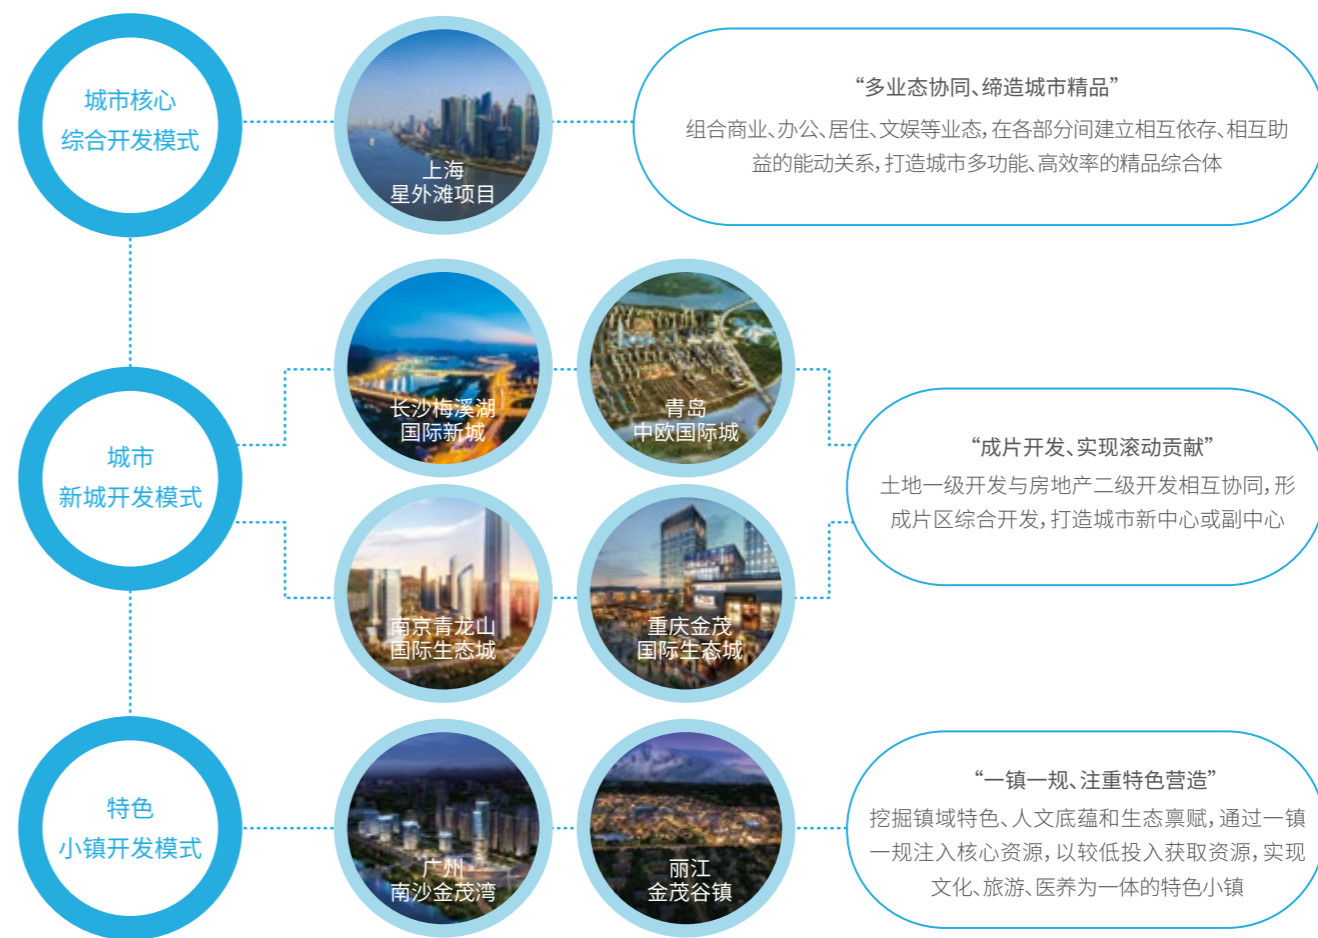 城市核心
综合开发模式
上海
星外滩项目
“多业态协同、缔造城市精品”
组合商业、办公、居住、文娱等业态,在各部分间建立相互依存、相互助
益的能动关系,打造城市多功能、高效率的精品综合体
城市
新城开发模式
长沙梅溪湖
国际新城
青岛
中欧国际城
南京青龙山
国际生态城
重庆金茂
国际生态城
“成片开发、实现滚动贡献”
土地一级开发与房地产二级开发相互协同,形
成片区综合开发,打造城市新中心或副中心
特色
小镇开发模式
广州
南沙金茂湾
丽江
金茂谷镇
“一镇一规、注重特色营造”
挖掘镇域特色、人文底蕴和生态禀赋,通过一镇
一规注入核心资源,以较低投入获取资源,实现
文化、旅游、医养为一体的特色小镇